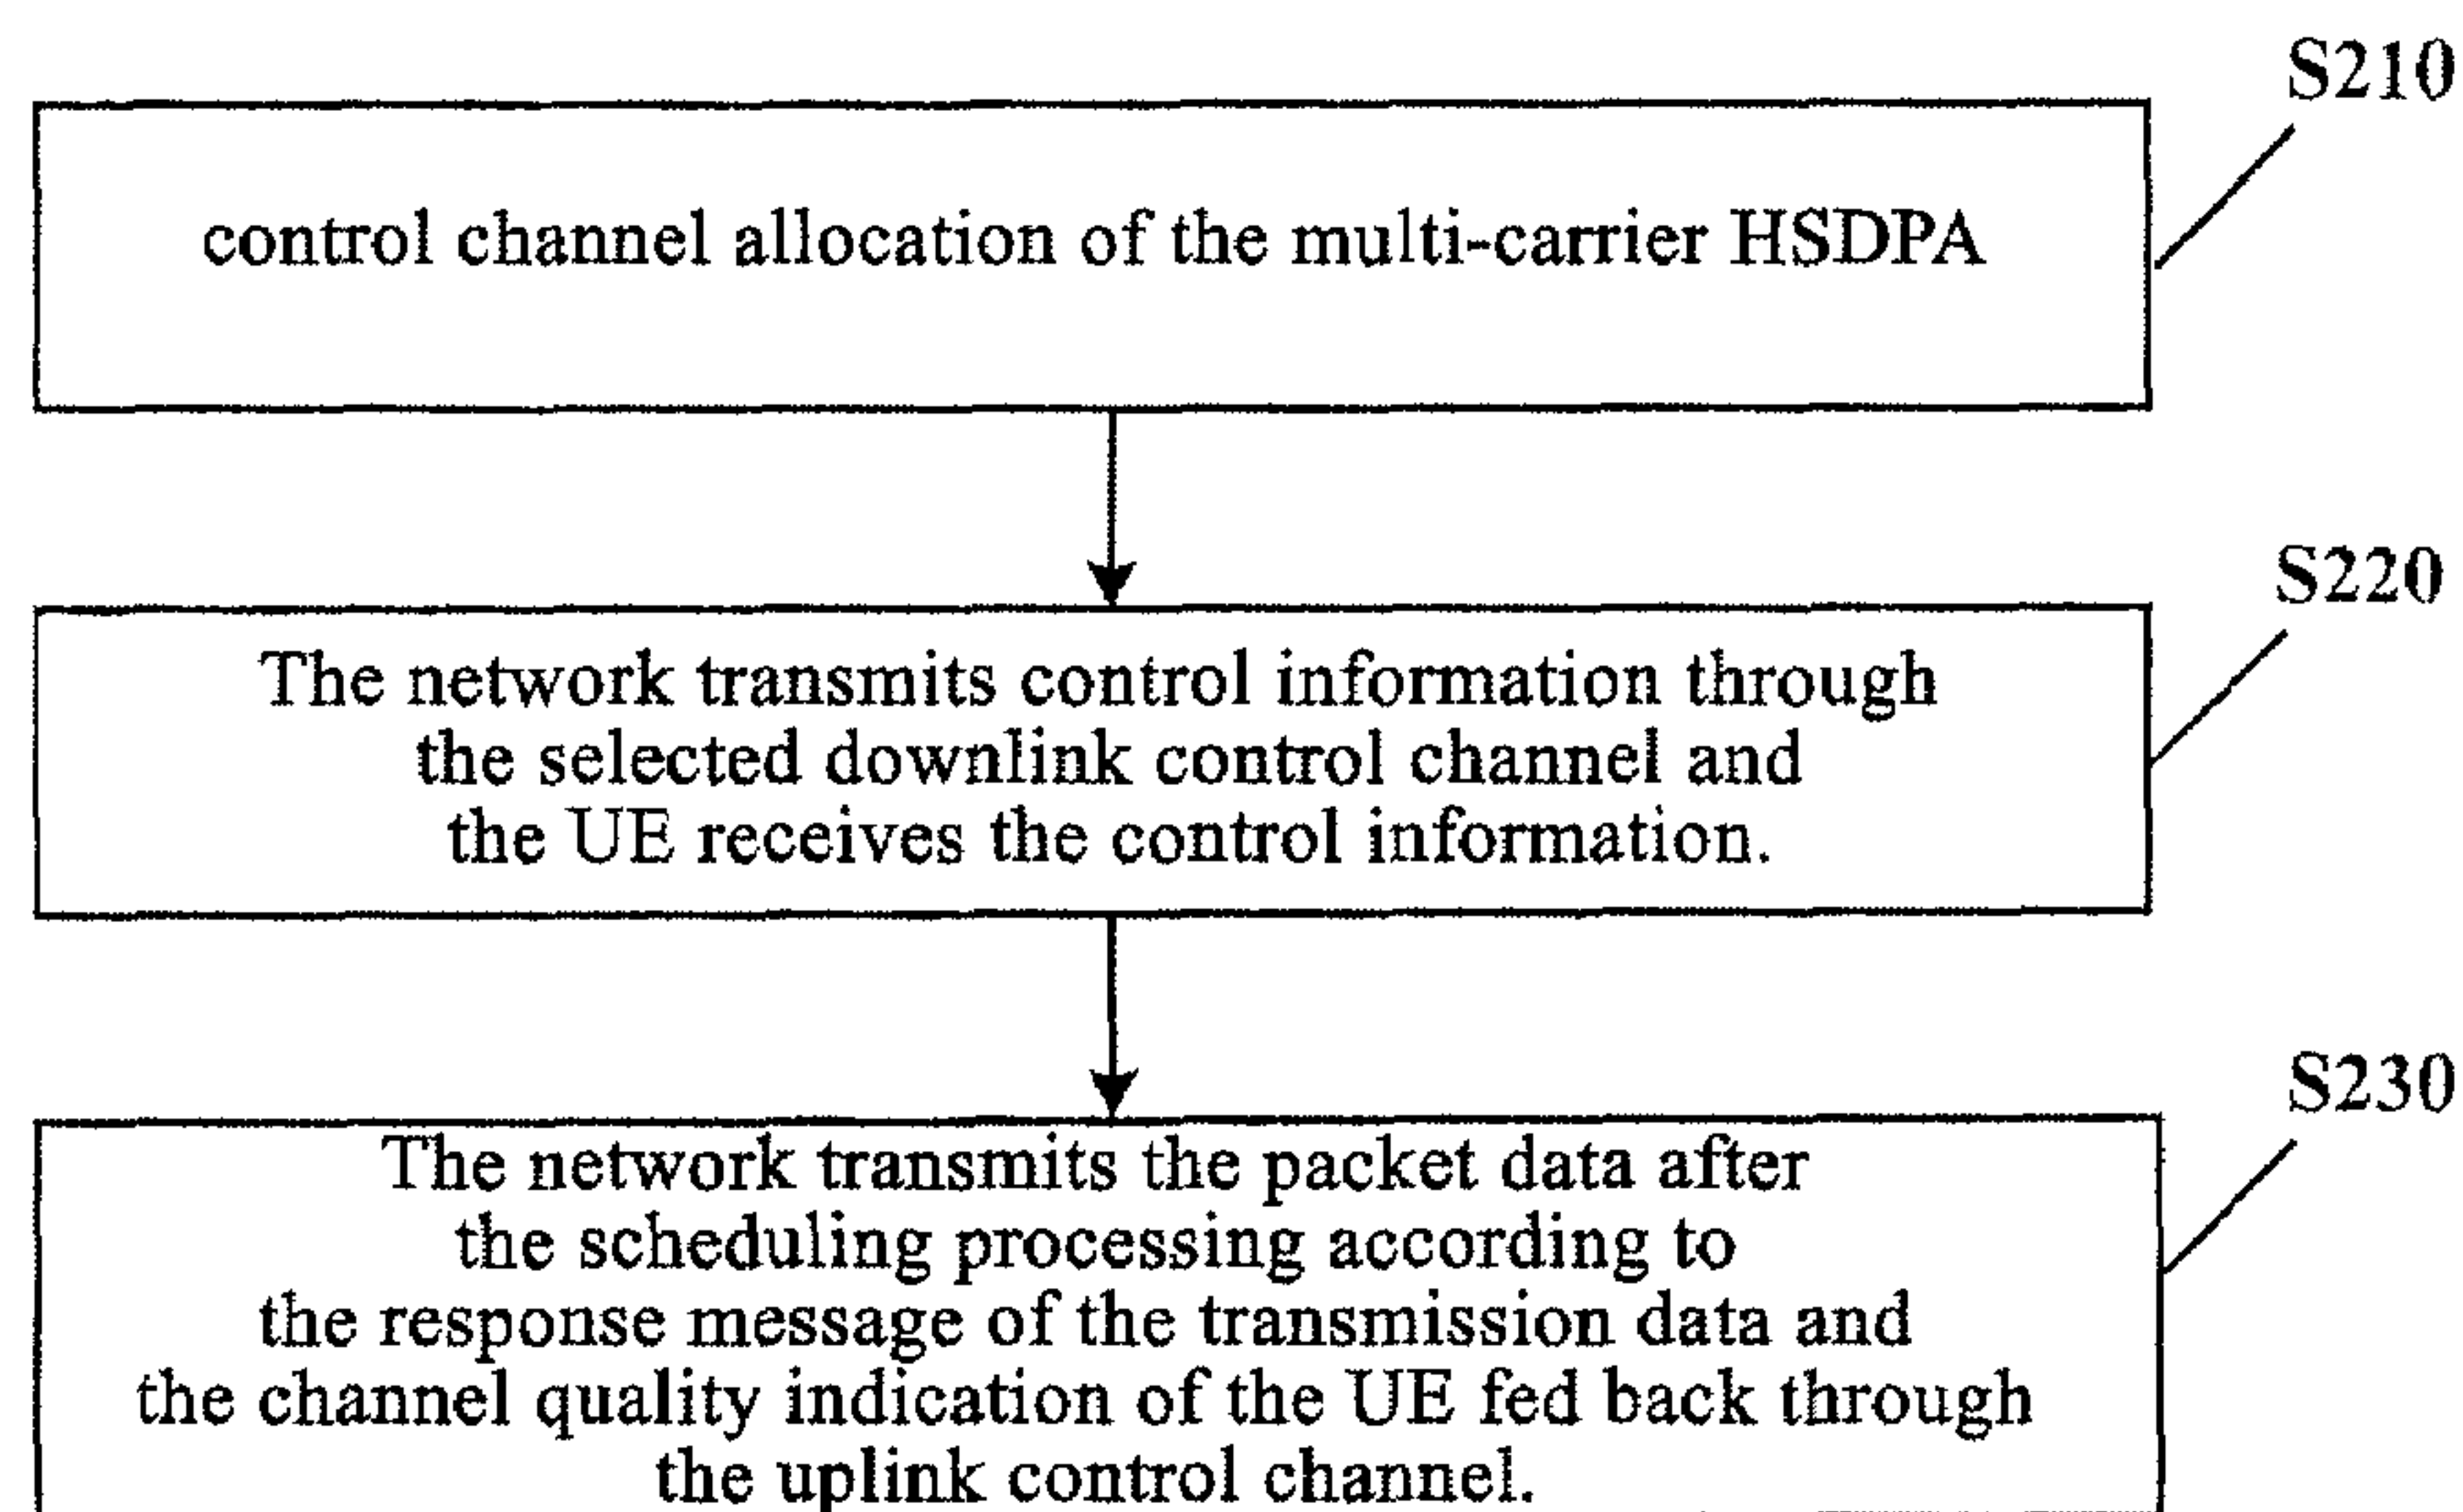 S210
control channel allocation of the multi-carrier HSDPA
S220
The network transmits control information through
the selected downlink control channel and
the UE receives the control information.
S230
The network transmits the packet data after
the scheduling processing according to
the response message of the transmission data and
the channel quality indication of the UE fed back through
the uplink control channel.